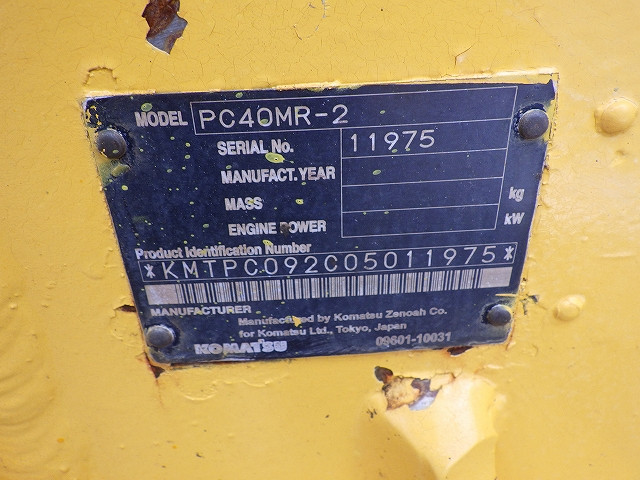 MODEL PC40MR-2
SERIAL No. 11975
MANUFACT. YEAR
MASS kg
ENGINE POWER kW
Product Identification Number
*KMTPC092C05011975*
MANUFACTURER
Manufactured by Komatsu Zenoah Co.
for Komatsu Ltd., Tokyo, Japan
KOMATSU 09601-10031